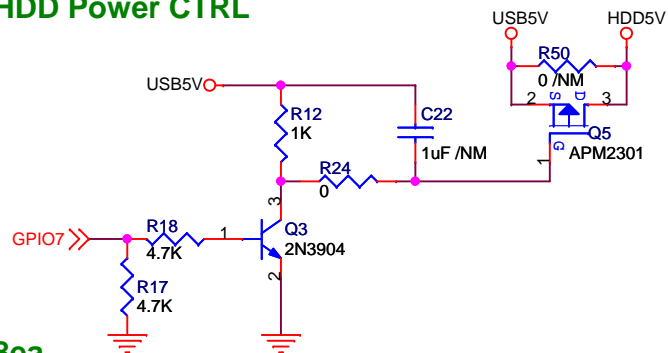 HDD Power CTRL
USB5V
HDD5V
R50
0 /NM
2
S
D
3
Q5
G
1
APM2301
USB5V
R12
1K
C22
1uF /NM
R24
0
3
GPIO7
R18
4.7K
1
Q3
2N3904
2
R17
4.7K